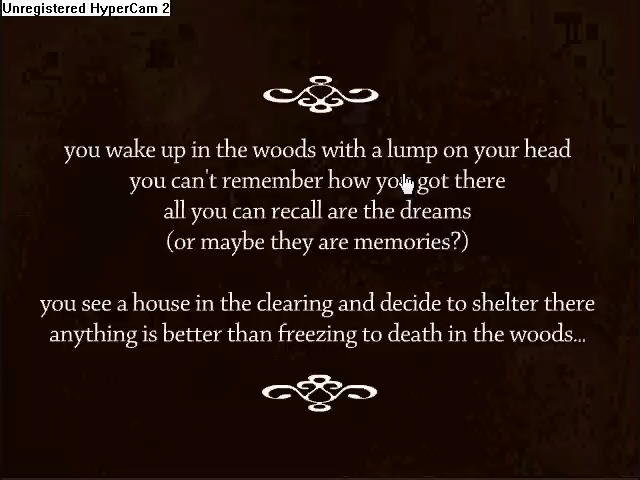 Unregistered HyperCam 2
you wake up in the woods with a lump on your head
you can't remember how you got there
all you can recall are the dreams
(or maybe they are memories?)
you see a house in the clearing and decide to shelter there
anything is better than freezing to death in the woods...